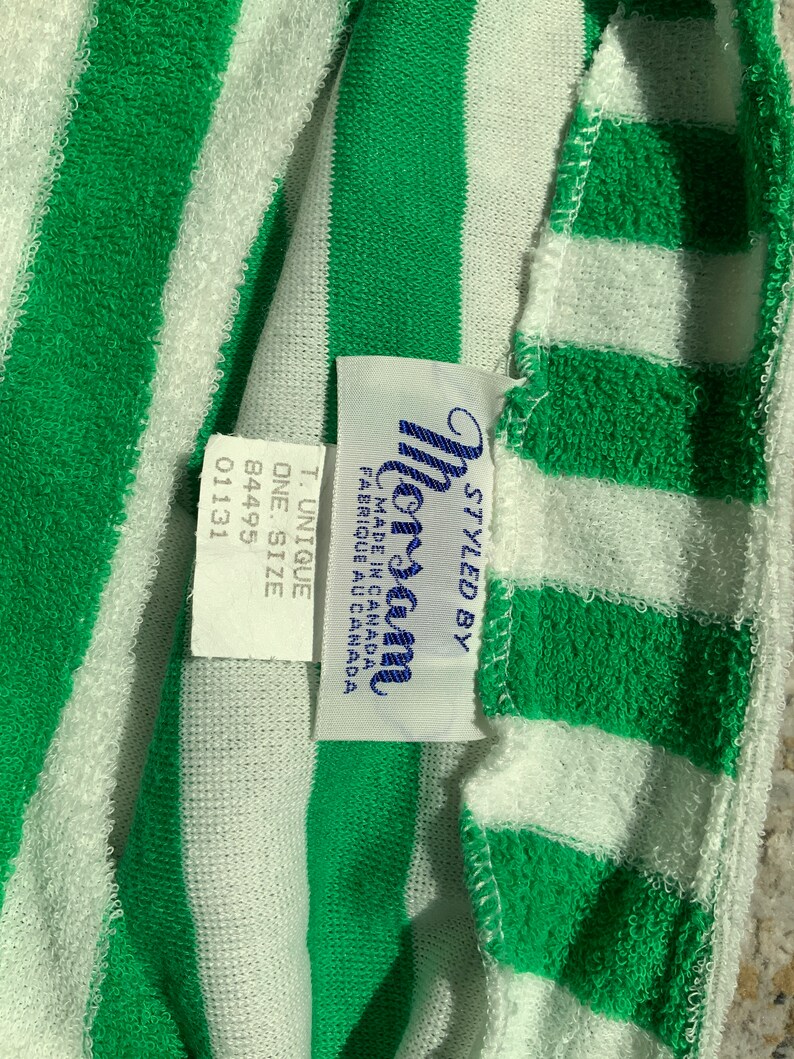 STYLED BY
Morsam
MADE IN CANADA
FABRIQUE AU CANADA
T. UNIQUE
ONE. SIZE
84495
01131